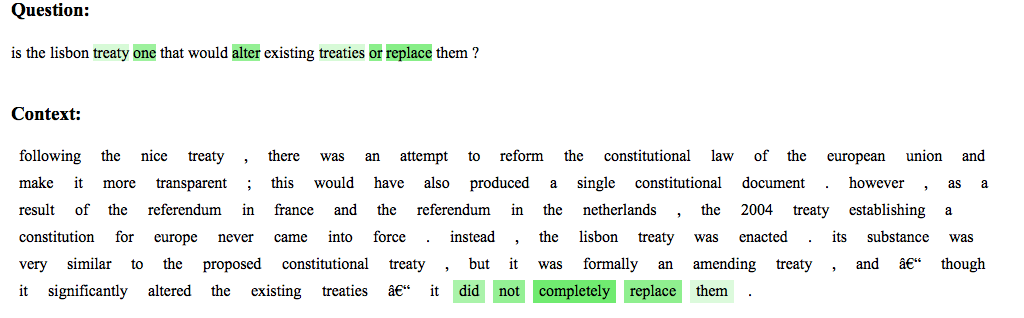 Question:
is the lisbon treaty one that would alter existing treaties or replace them ?
Context:
following the nice treaty , there was an attempt to reform the constitutional law of the european union and
make it more transparent ; this would have also produced a single constitutional document . however , as a
result of the referendum in france and the referendum in the netherlands , the 2004 treaty establishing a
constitution for europe never came into force . instead , the lisbon treaty was enacted . its substance was
very similar to the proposed constitutional treaty , but it was formally an amending treaty , and â€“ though
it significantly altered the existing treaties â€“ it did not completely replace them .